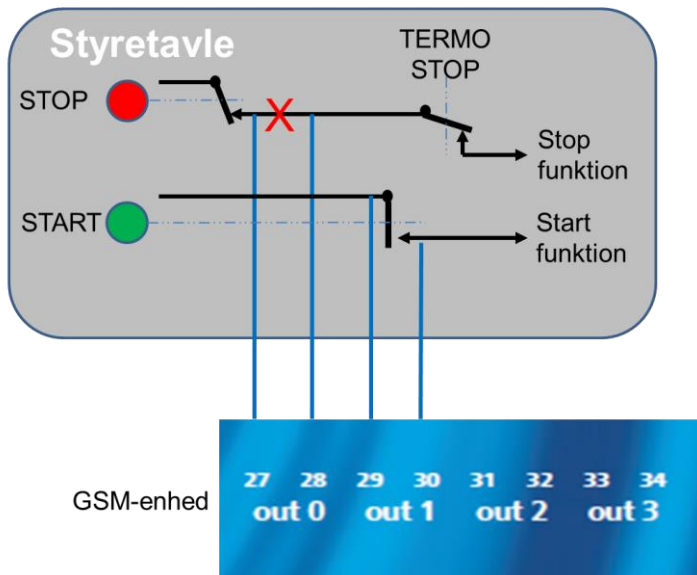 Styretavle
TERMO
STOP
STOP
X
Stop
funktion
START
Start
funktion
GSM-enhed
27 28 29 30 31 32 33 34
out 0 out 1 out 2 out 3